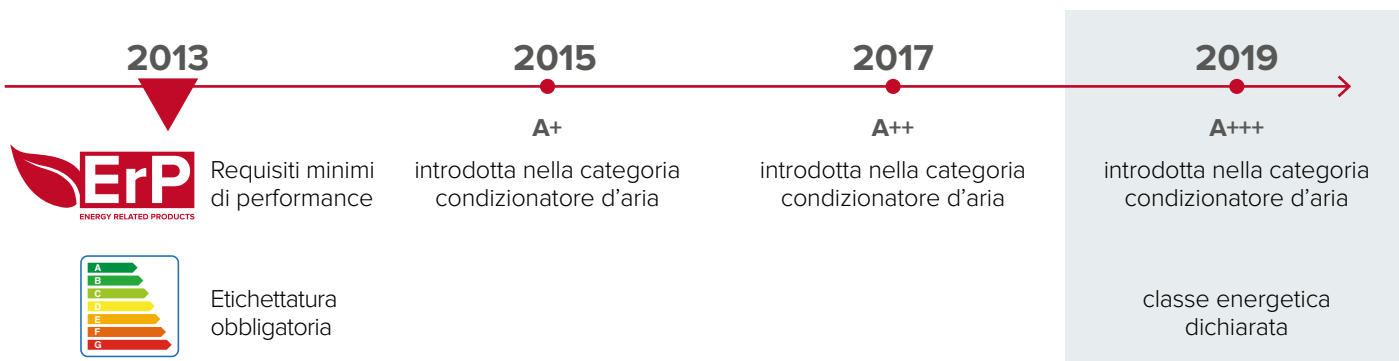 2013
2015
2017
2019
A+
A++
A+++
ErP
ENERGY RELATED PRODUCTS
Requisiti minimi
di performance
introdotta nella categoria
condizionatore d'aria
introdotta nella categoria
condizionatore d'aria
introdotta nella categoria
condizionatore d'aria
A
B
C
D
E
F
G
Etichettatura
obbligatoria
classe energetica
dichiarata